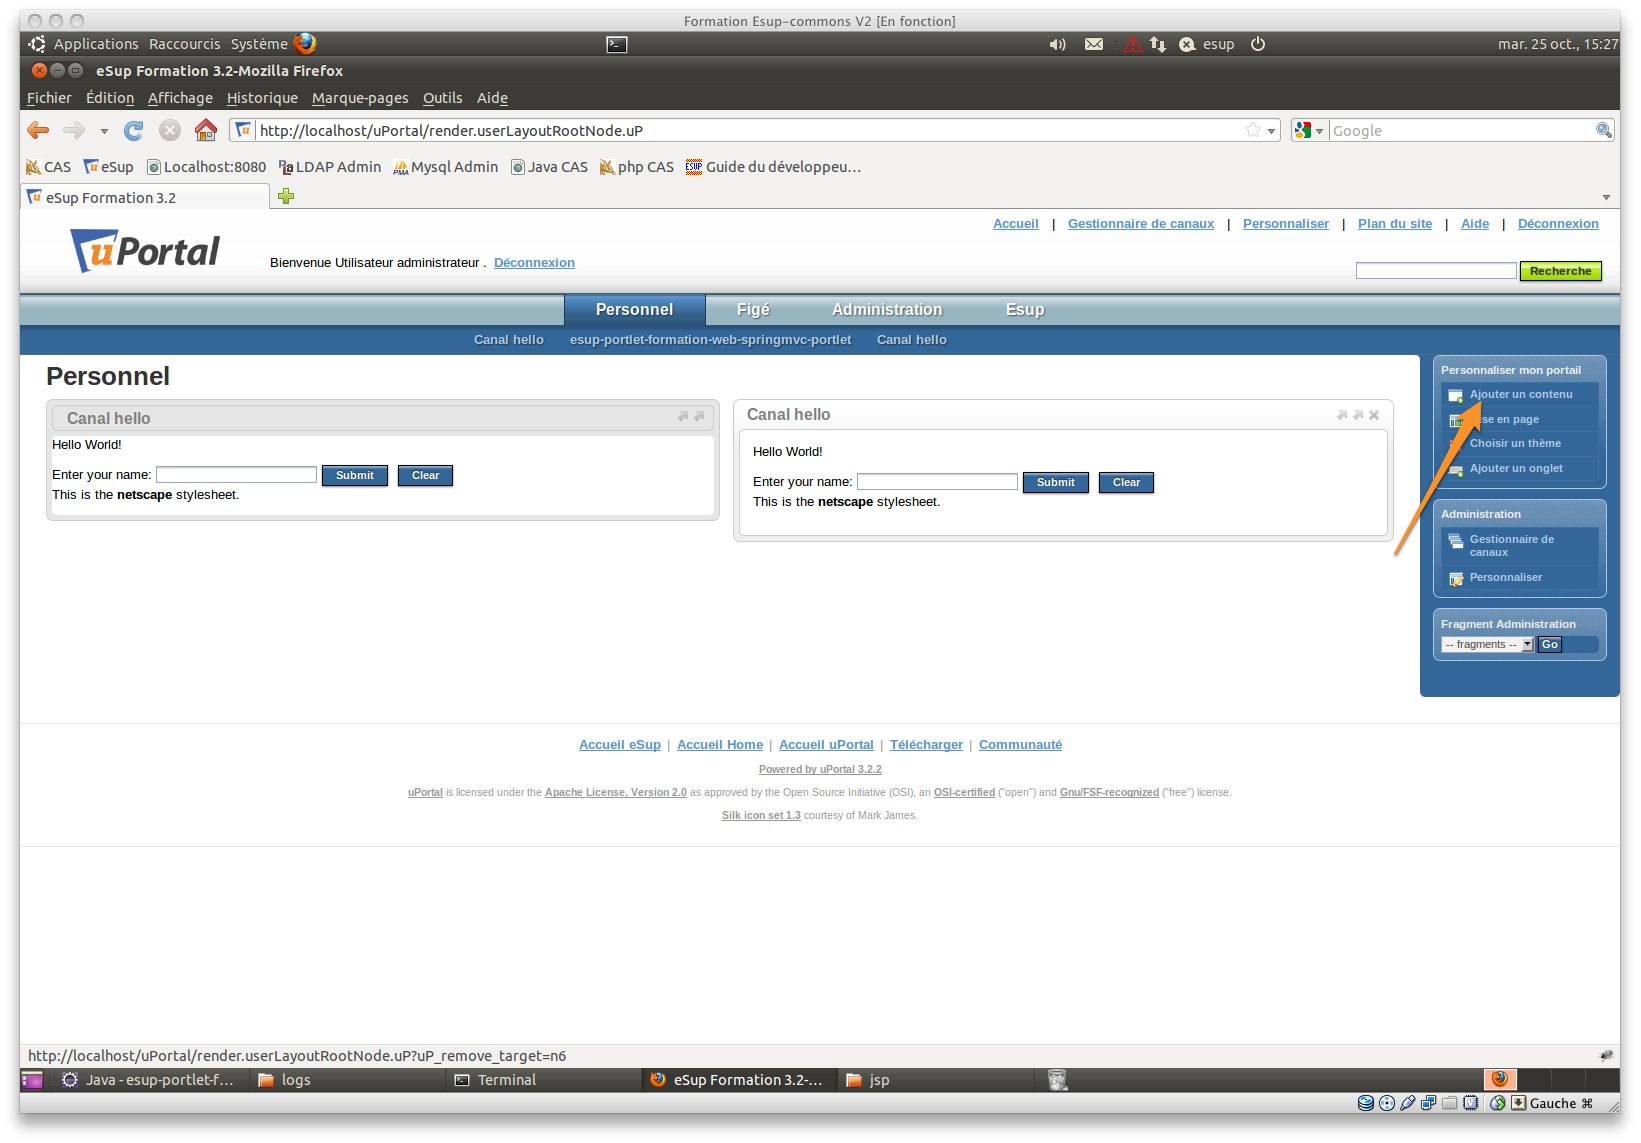 Formation Esup-commons V2 [En fonction]
Applications Raccourcis Système esup mar. 25 oct., 15:27
eSup Formation 3.2-Mozilla Firefox
Fichier Édition Affichage Historique Marque-pages Outils Aide
http://localhost/uPortal/render.userLayoutRootNode.uP Google
CAS eSup Localhost:8080 LDAP Admin Mysql Admin Java CAS php CAS Guide du développeu...
eSup Formation 3.2
Accueil | Gestionnaire de canaux | Personnaliser | Plan du site | Aide | Déconnexion
uPortal
Bienvenue Utilisateur administrateur . Déconnexion
Recherche
Personnel Figé Administration Esup
Canal hello esup-portlet-formation-web-springmvc-portlet Canal hello
Personnel
Canal hello
Hello World!
Enter your name: Submit Clear
This is the netscape stylesheet.
Canal hello
Hello World!
Enter your name: Submit Clear
This is the netscape stylesheet.
Personnaliser mon portail
Ajouter un contenu
se en page
Choisir un thème
Ajouter un onglet
Administration
Gestionnaire de
canaux
Personnaliser
Fragment Administration
-- fragments -- Go
Accueil eSup | Accueil Home | Accueil uPortal | Télécharger | Communauté
Powered by uPortal 3.2.2
uPortal is licensed under the Apache License, Version 2.0 as approved by the Open Source Initiative (OSI), an OSI-certified ("open") and Gnu/FSF-recognized ("free") license.
Silk icon set 1.3 courtesy of Mark James.
http://localhost/uPortal/render.userLayoutRootNode.uP?uP_remove_target=n6
Java - esup-portlet-f... logs Terminal eSup Formation 3.2-... jsp
Gauche ⌘